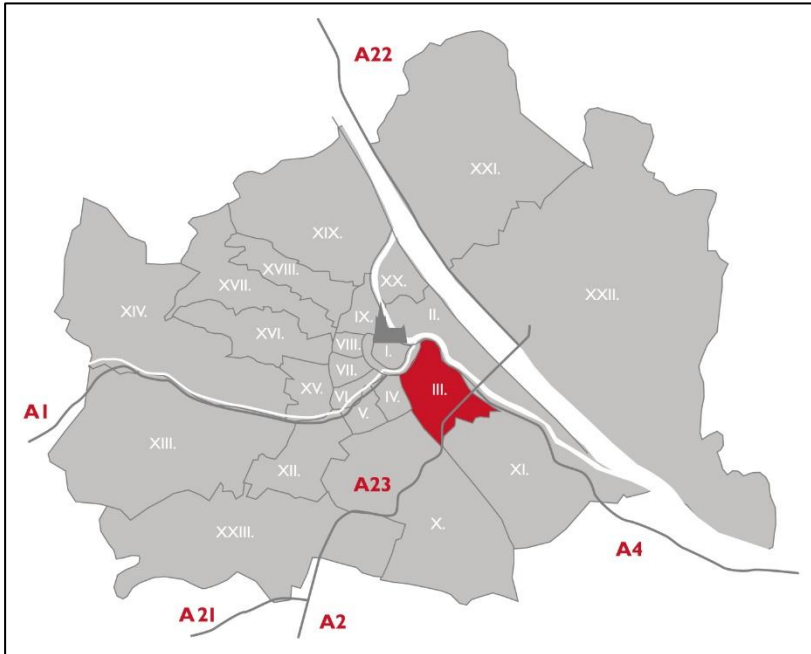 A22
XXI.
XIX.
XVIII.
XX.
XVII.
XXII.
XIV.
IX.
II.
XVI.
VIII.
I.
VII.
XV.
III.
VI.
IV.
A1
V.
XIII.
XI.
XII.
A23
X.
XXIII.
A4
A21
A2